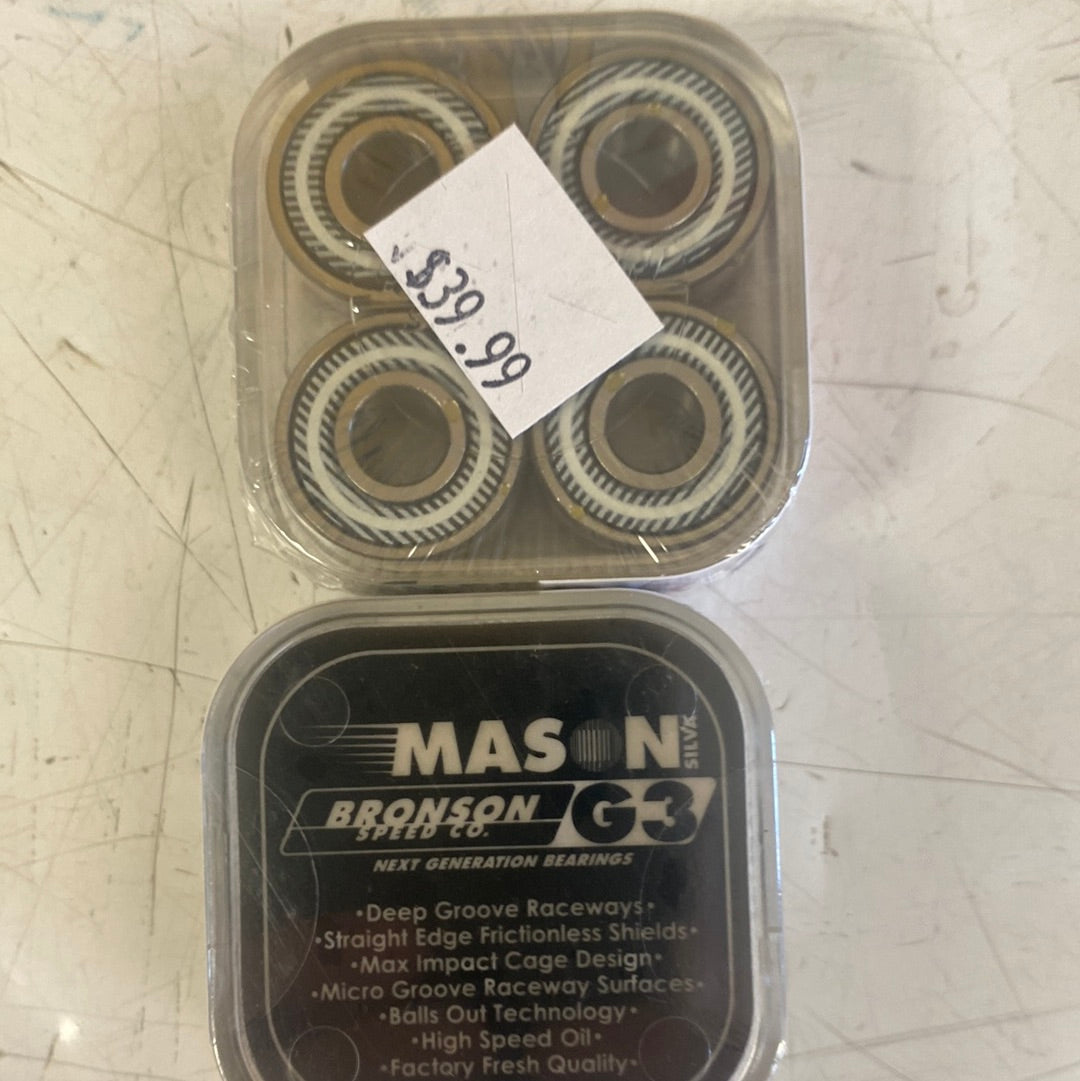 $39.99
MASON
SILVA
BRONSON G3
SPEED CO.
NEXT GENERATION BEARINGS
•Deep Groove Raceways•
•Straight Edge Frictionless Shields•
•Max Impact Cage Design•
•Micro Groove Raceway Surfaces•
•Balls Out Technology•
•High Speed Oil•
•Factory Fresh Quality•